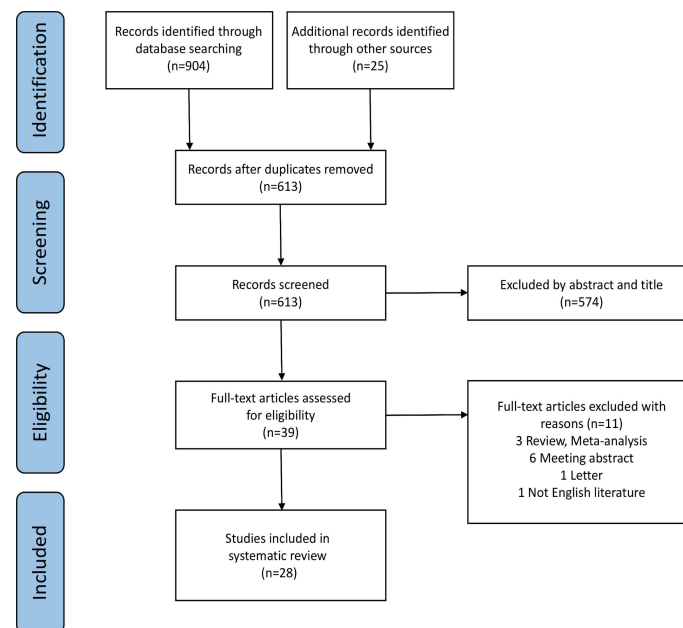 Identification
Records identified through
database searching
(n=904)
Additional records identified
through other sources
(n=25)
Records after duplicates removed
(n=613)
Screening
Records screened
(n=613)
Excluded by abstract and title
(n=574)
Eligibility
Full-text articles assessed
for eligibility
(n=39)
Full-text articles excluded with
reasons (n=11)
3 Review, Meta-analysis
6 Meeting abstract
1 Letter
1 Not English literature
Included
Studies included in
systematic review
(n=28)